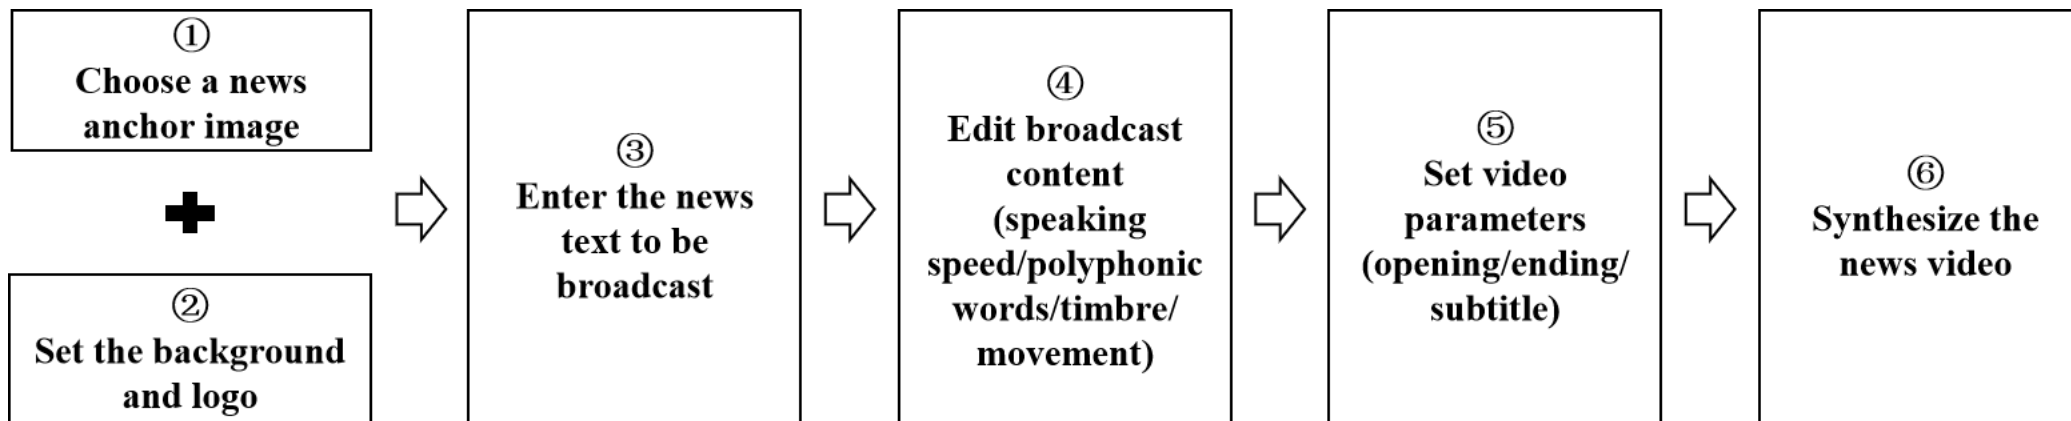 ①
Choose a news
anchor image
②
Set the background
and logo
③
Enter the news
text to be
broadcast
④
Edit broadcast
content
(speaking
speed/polyphonic
words/timbre/
movement)
⑤
Set video
parameters
(opening/ending/
subtitle)
⑥
Synthesize the
news video